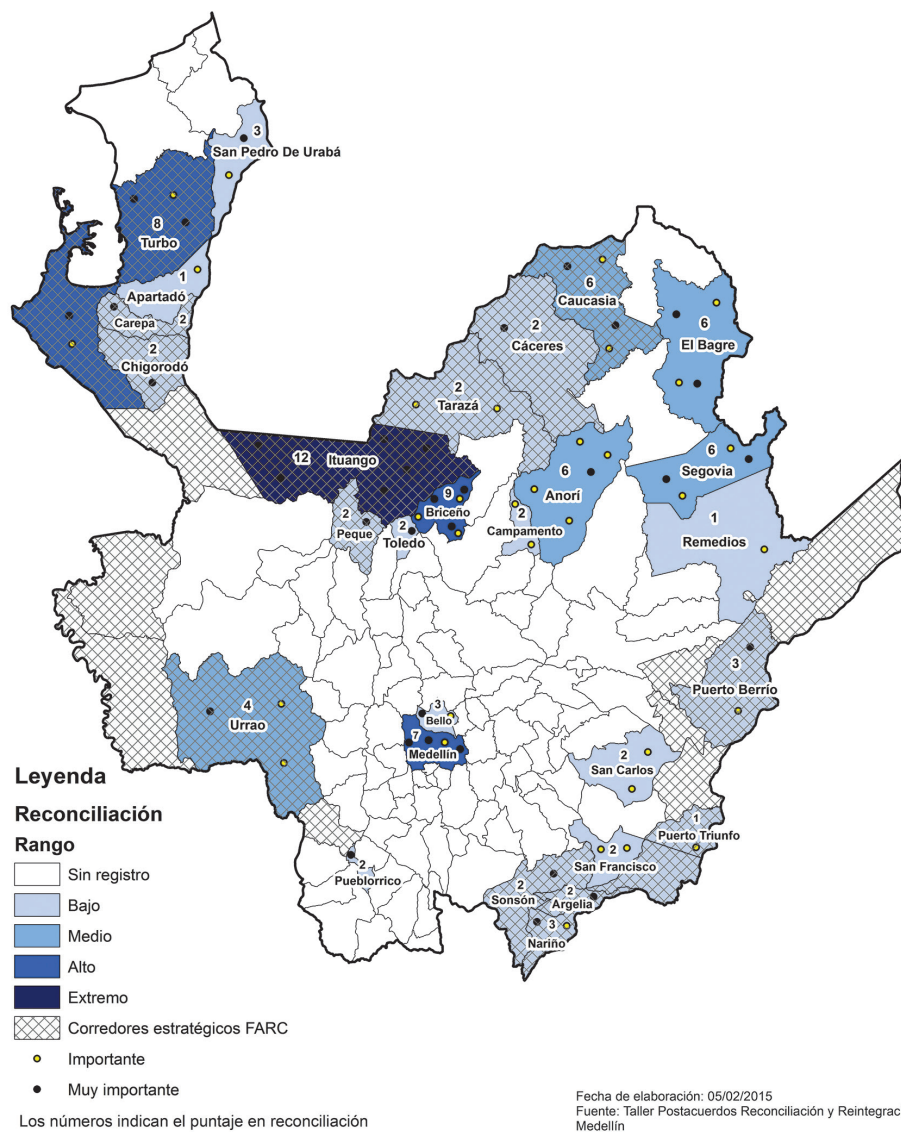 3
San Pedro De Urabá
8
Turbo
1
Apartadó
Carepa
2
2
Chigorodó
6
Caucasia
2
Cáceres
6
El Bagre
2
Tarazá
12 Ituango
9
Briceño
6
Anorí
6
Segovia
2
Campamento
2
Peque
2
Toledo
1
Remedios
3
Puerto Berrío
4
Urrao
3
Bello
7
Medellín
2
San Carlos
1
Puerto Triunfo
2
San Francisco
2
Sonsón
2
Argelia
3
Nariño
2
Pueblorrico
Leyenda
Reconciliación
Rango
Sin registro
Bajo
Medio
Alto
Extremo
Corredores estratégicos FARC
Importante
Muy importante
Los números indican el puntaje en reconciliación
Fecha de elaboración: 05/02/2015
Fuente: Taller Postacuerdos Reconciliación y Reintegrac
Medellín